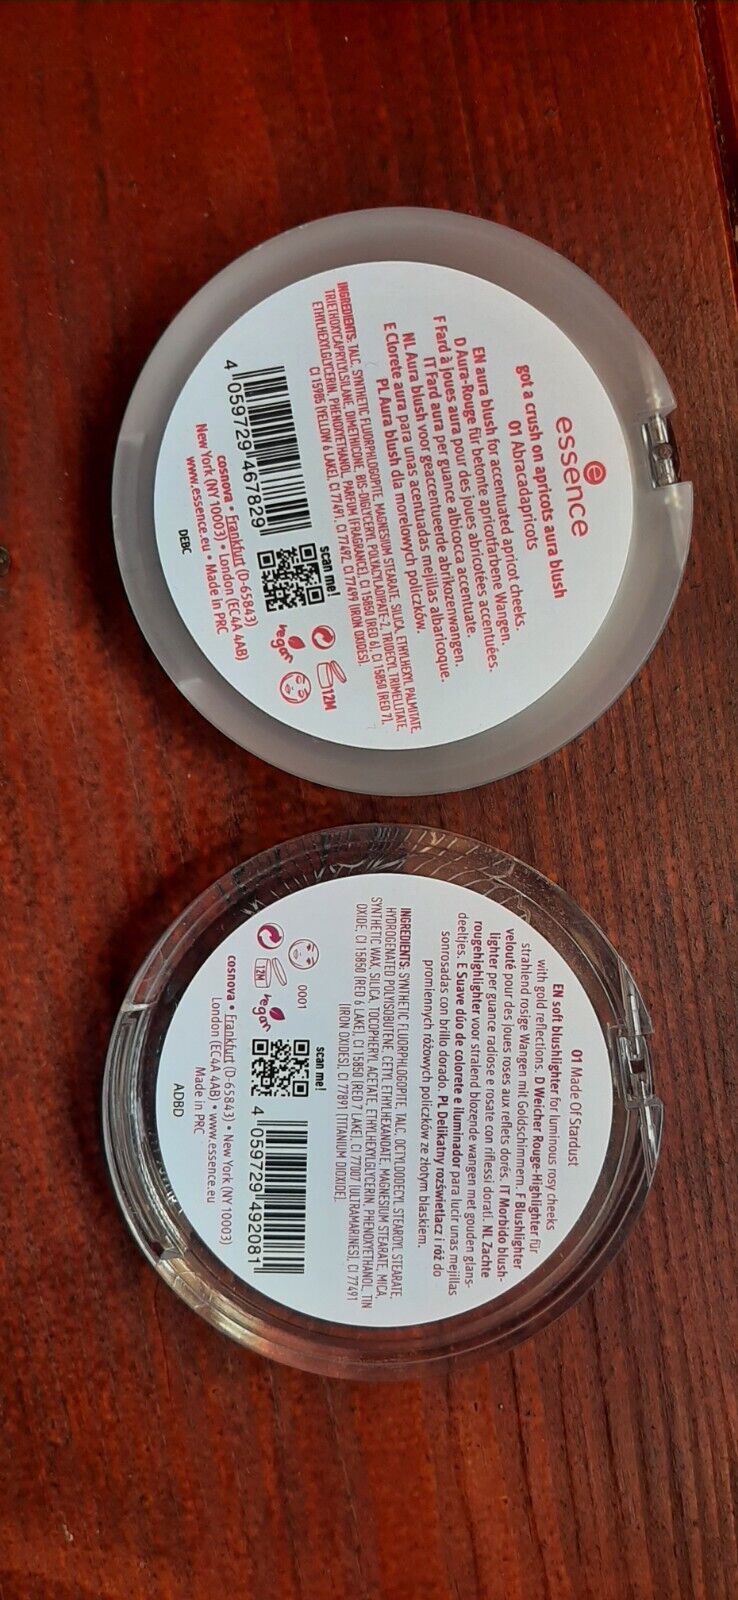 essence
got a crush on apricots aura blush
01 Abracadapricots
EN aura blush for accentuated apricot cheeks.
D Aura-Rouge für betonte apricotfarbene Wangen.
F Fard à joues aura pour des joues abricotées accentuées.
IT Fard aura per guance albicocca accentuate.
NL Aura blush voor geaccentueerde abrikozenwangen.
E Clorete aura para unas acentuadas mejillas albaricoque.
PL Aura blush dla morelowych policzków.
INGREDIENTS: TALC, SYNTHETIC FLUORPHLOGOPITE, MAGNESIUM STEARATE, SILICA, ETHYLHEXYL PALMITATE,
TRIETHOXYCAPRYLYLSILANE, DIMETHICONE, BIS-DIGLYCERYL POLYACYLADIPATE-2, TRIDECYL TRIMELLITATE,
ETHYLHEXYLGLYCERIN, PHENOXYETHANOL, PARFUM (FRAGRANCE), CI 15850 (RED 6), CI 15850 (RED 7),
CI 15985 (YELLOW 6 LAKE), CI 77491, CI 77492, CI 77499 (IRON OXIDES).
4 059729 467829
scan me!
vegan
12M
cosnova • Frankfurt (D-65843)
New York (NY 10003) • London (EC4A 4AB)
www.essence.eu • Made in PRC
DEBC
01 Made Of Stardust
EN soft blushlighter for luminous rosy cheeks
with gold reflections. D Weicher Rouge-Highlighter für
strahlend rosige Wangen mit Goldschimmern. F Blushlighter
velouté pour des joues roses aux reflets dorés. IT Morbido blush-
lighter per guance radiose e rosate con riflessi dorati. NL Zachte
rougehighlighter voor stralend blozende wangen met gouden glans-
deeltjes. E Suave dúo de colorete e iluminador para lucir unas mejillas
sonrosadas con brillo dorado. PL Delikatny rozświetlacz i róż do
promiennych różowych policzków ze złotym blaskiem.
INGREDIENTS: SYNTHETIC FLUORPHLOGOPITE, TALC, OCTYLDODECYL STEAROYL STEARATE,
HYDROGENATED POLYISOBUTENE, CETYL ETHYLHEXANOATE, MAGNESIUM STEARATE, MICA,
SYNTHETIC WAX, SILICA, TOCOPHERYL ACETATE, ETHYLHEXYLGLYCERIN, PHENOXYETHANOL, TIN
OXIDE, CI 15850 (RED 6 LAKE), CI 15850 (RED 7 LAKE), CI 77007 (ULTRAMARINES), CI 77491
(IRON OXIDES), CI 77891 (TITANIUM DIOXIDE).
0001
12M
vegan
scan me!
4 059729 492081
cosnova • Frankfurt (D-65843) • New York (NY 10003)
London (EC4A 4AB) • www.essence.eu
Made in PRC
ADBD